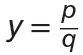 y = p/q